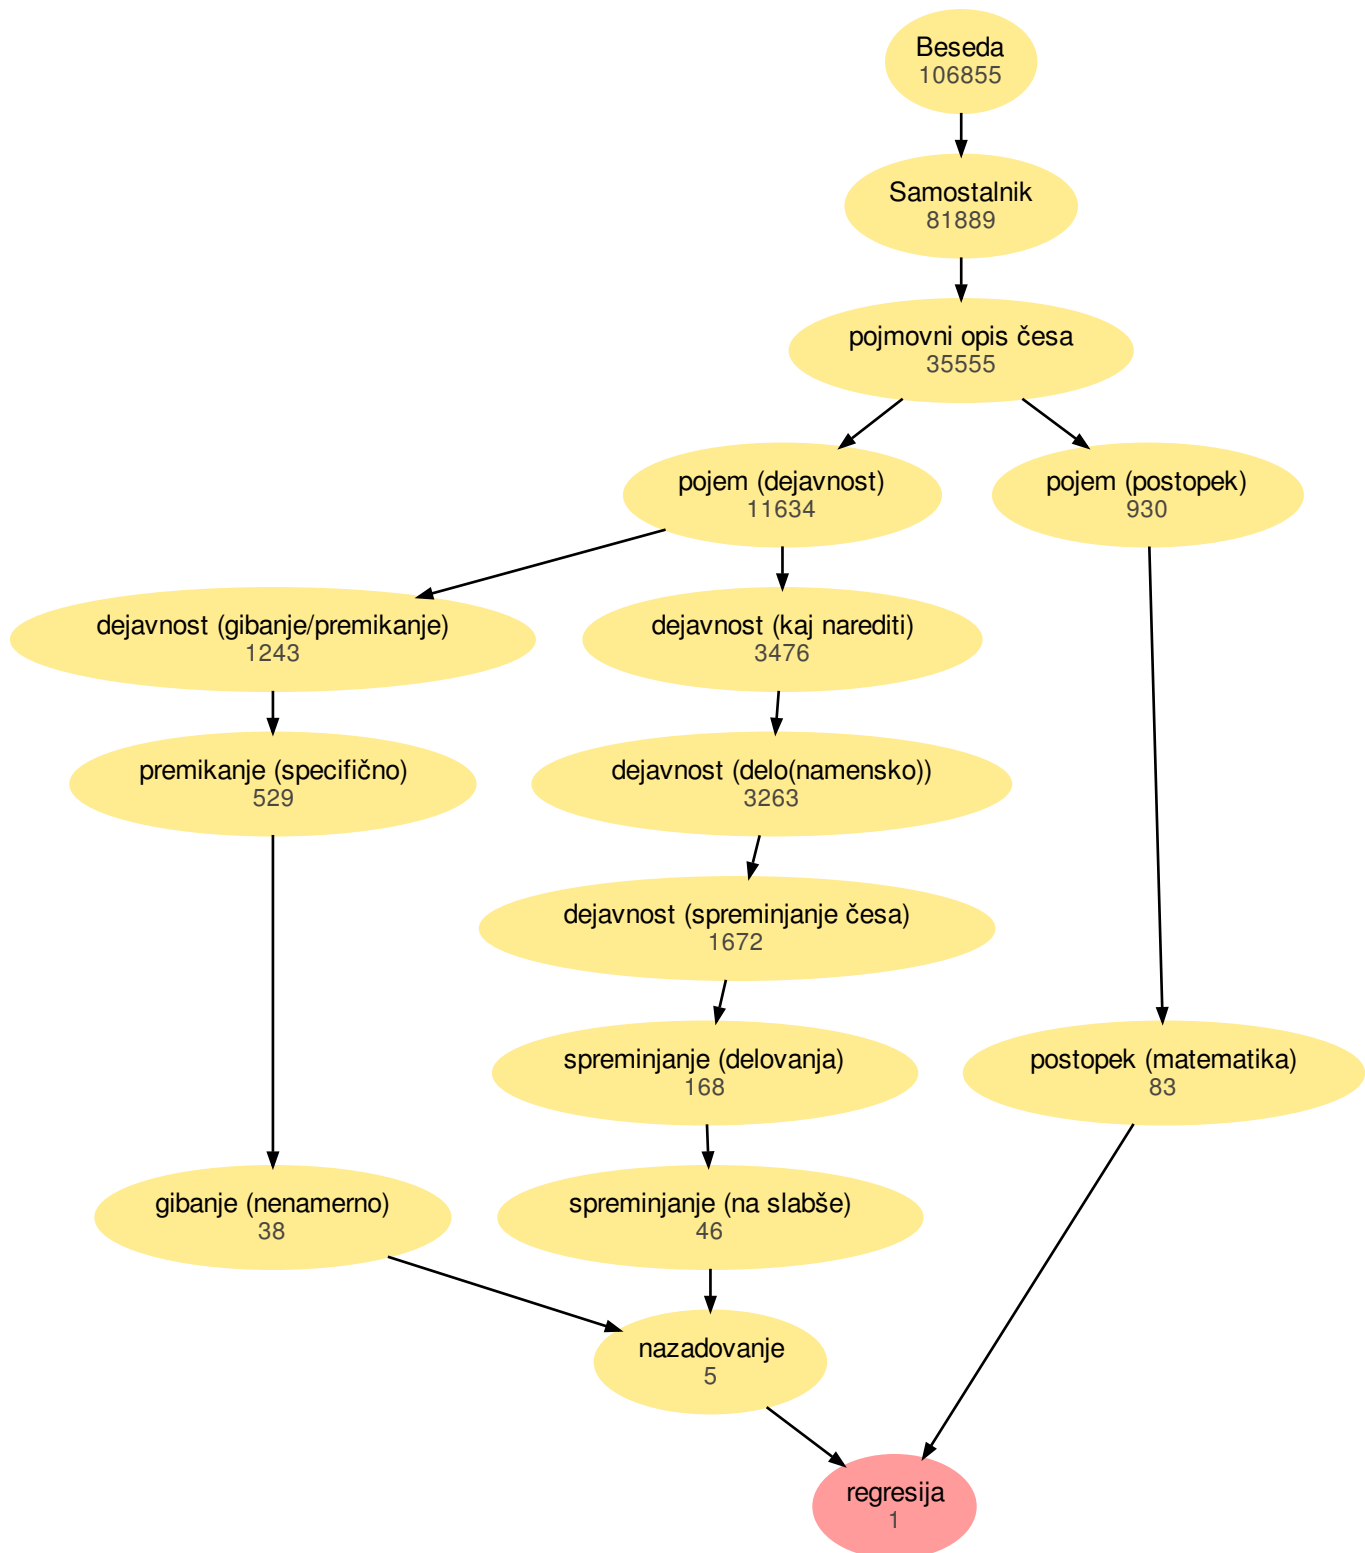 Beseda
106855
Samostalnik
81889
pojmovni opis česa
35555
pojem (dejavnost)
11634
pojem (postopek)
930
dejavnost (gibanje/premikanje)
1243
dejavnost (kaj narediti)
3476
premikanje (specifično)
529
dejavnost (delo(namensko))
3263
dejavnost (spreminjanje česa)
1672
spreminjanje (delovanja)
168
postopek (matematika)
83
gibanje (nenamerno)
38
spreminjanje (na slabše)
46
nazadovanje
5
regresija
1